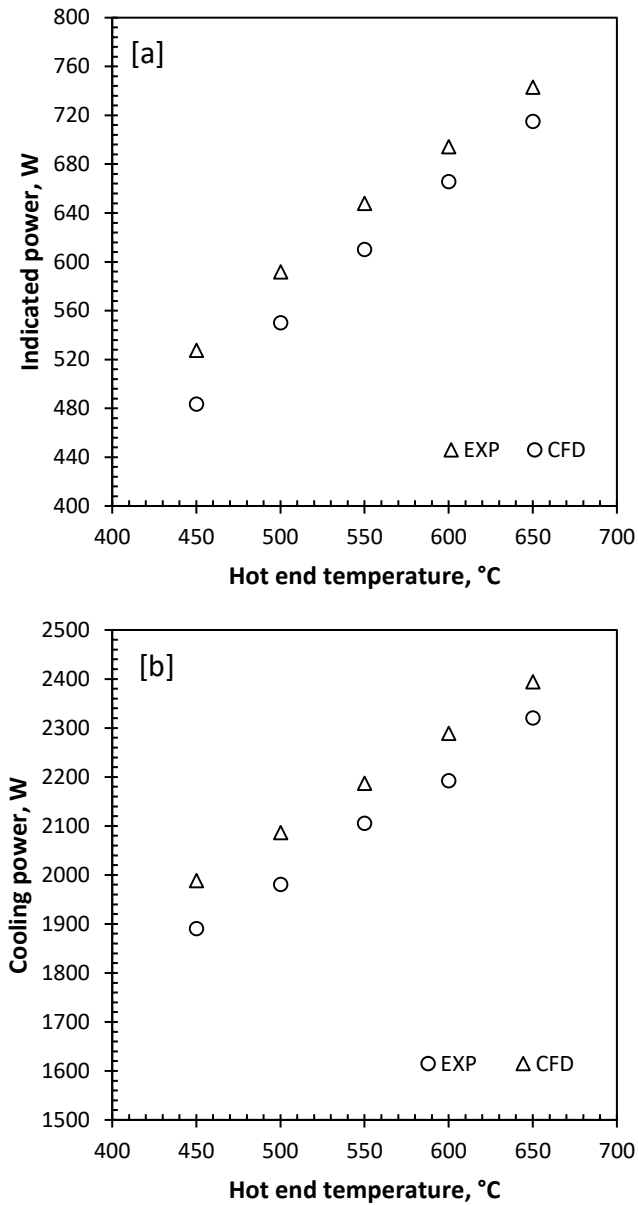 [a]
800
760
720
680
640
600
560
520
480
440
400
Indicated power, W
EXP CFD
400 450 500 550 600 650 700
Hot end temperature, °C
[b]
2500
2400
2300
2200
2100
2000
1900
1800
1700
1600
1500
Cooling power, W
EXP CFD
400 450 500 550 600 650 700
Hot end temperature, °C